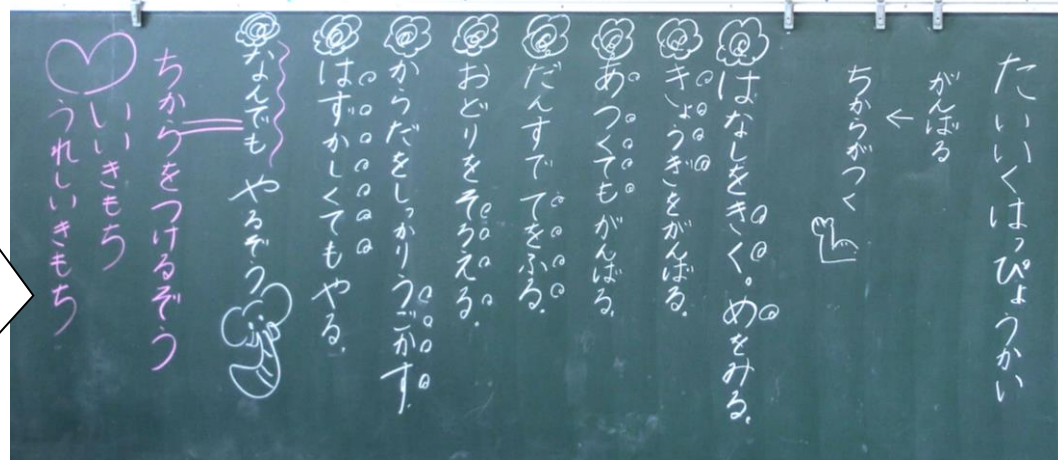 たいいくはっぴょうかい
がんばる
↓
ちからがつく
はなしをきく。めをみる。
きょうぎをがんばる。
あつくてもがんばる。
だんすで てをふる。
おどりをそろえる。
からだをしっかりうごかす。
はずかしくても やる。
なんでも やるぞう
ちからをつけるぞう
いいきもち
うれしいきもち